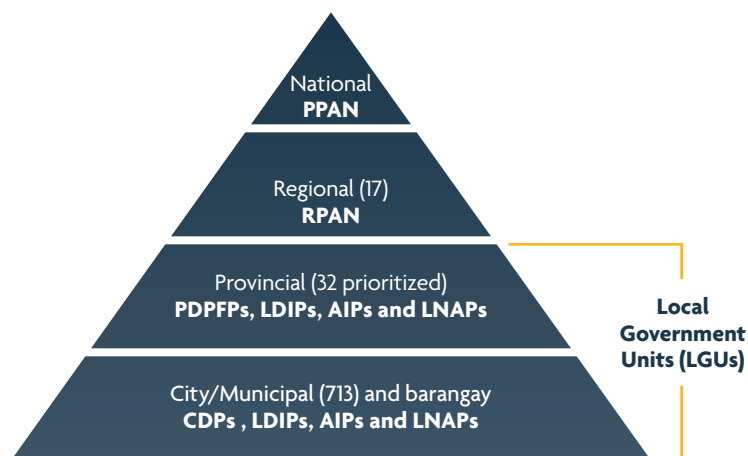 National
PPAN
Regional (17)
RPAN
Provincial (32 prioritized)
PDPFPs, LDIPs, AIPs and LNAPs
City/Municipal (713) and barangay
CDPs , LDIPs, AIPs and LNAPs
Local
Government
Units (LGUs)